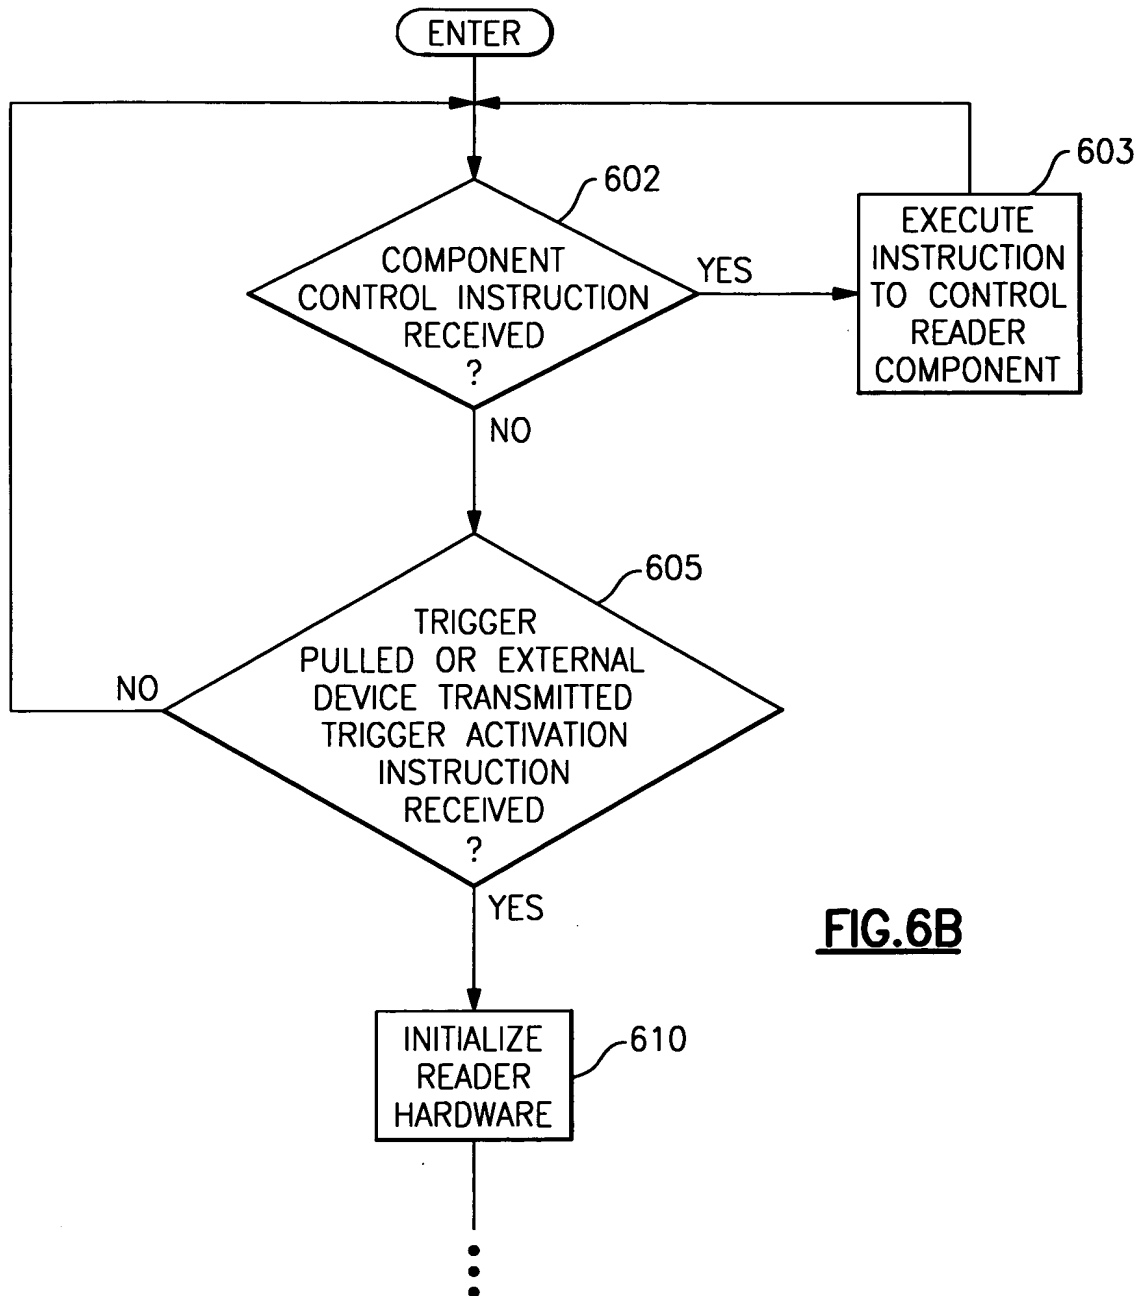 ENTER
602
COMPONENT
CONTROL INSTRUCTION
RECEIVED
?
YES
603
EXECUTE
INSTRUCTION
TO CONTROL
READER
COMPONENT
NO
605
TRIGGER
PULLED OR EXTERNAL
DEVICE TRANSMITTED
TRIGGER ACTIVATION
INSTRUCTION
RECEIVED
?
NO
YES
FIG.6B
610
INITIALIZE
READER
HARDWARE